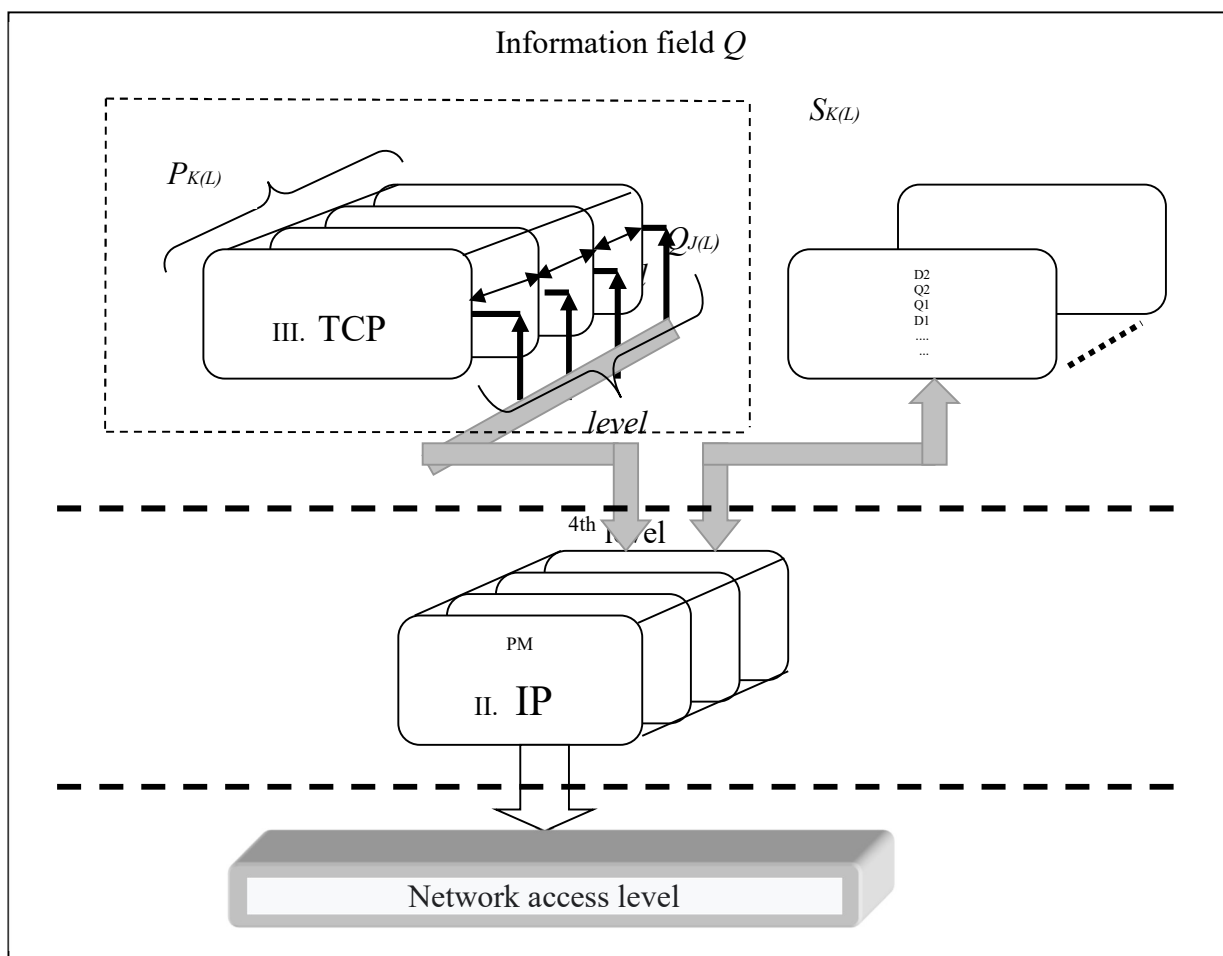 Information field Q
S_K(L)
P_K(L)
Q_J(L)
D2
Q2
Q1
D1
....
...
III. TCP
level
4th level
PM
II. IP
Network access level